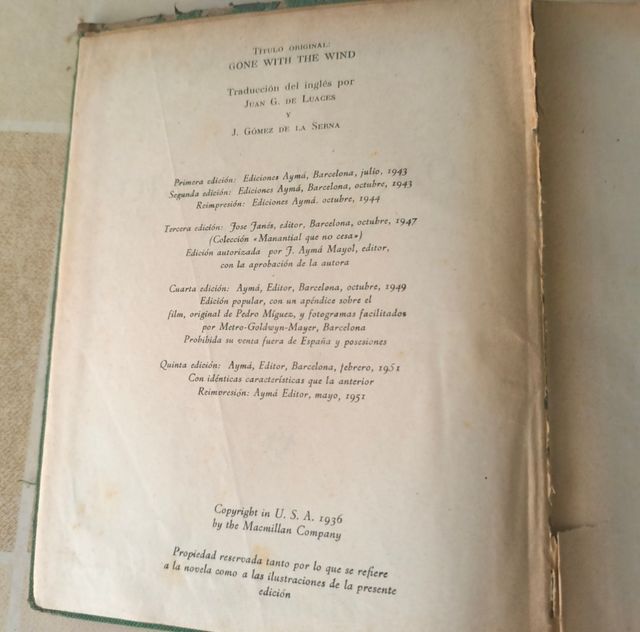 TÍTULO ORIGINAL:
GONE WITH THE WIND
Traducción del inglés por
JUAN G. DE LUACES
Y
J. GÓMEZ DE LA SERNA
Primera edición: Ediciones Aymá, Barcelona, julio, 1943
Segunda edición: Ediciones Aymá, Barcelona, octubre, 1943
Reimpresión: Ediciones Aymá. octubre, 1944
Tercera edición: Jose Janés, editor, Barcelona, octubre, 1947
(Colección «Manantial que no cesa»)
Edición autorizada por J. Aymá Mayol, editor,
con la aprobación de la autora
Cuarta edición: Aymá, Editor, Barcelona, octubre, 1949
Edición popular, con un apéndice sobre el
film, original de Pedro Míguez, y fotogramas facilitados
por Metro-Goldwyn-Mayer, Barcelona
Prohibida su venta fuera de España y posesiones
Quinta edición: Aymá, Editor, Barcelona, febrero, 1951
Con idénticas características que la anterior
Reimpresión: Aymá Editor, mayo, 1951
Copyright in U. S. A. 1936
by the Macmillan Company
Propiedad reservada tanto por lo que se refiere
a la novela como a las ilustraciones de la presente
edición